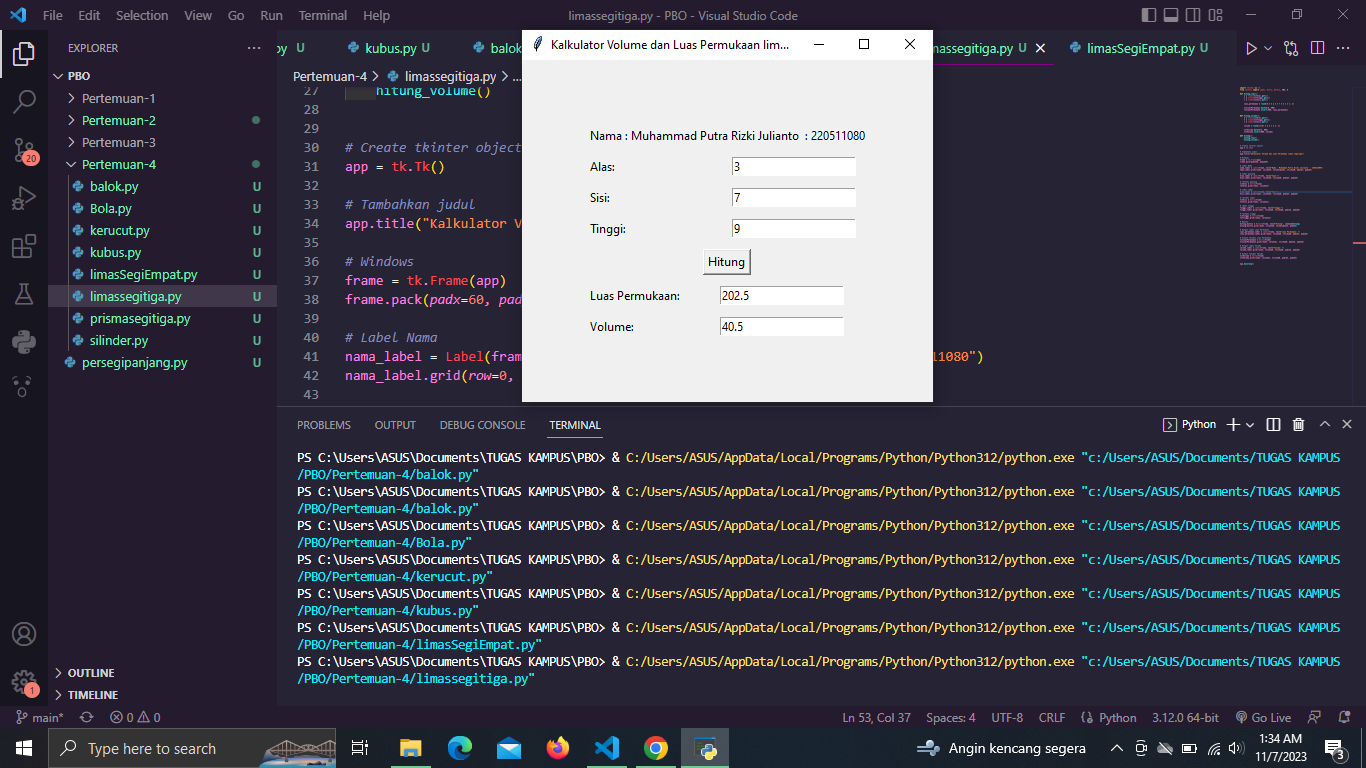 File Edit Selection View Go Run Terminal Help
limassegitiga.py - PBO - Visual Studio Code
EXPLORER
PBO
Pertemuan-1
Pertemuan-2
Pertemuan-3
Pertemuan-4
balok.py U
Bola.py U
kerucut.py U
kubus.py U
limasSegiEmpat.py U
limassegitiga.py U
prismasegitiga.py U
silinder.py U
persegipanjang.py U
OUTLINE
TIMELINE
20
1
py U kubus.py U balok massegitiga.py U limasSegiEmpat.py U
Pertemuan-4 > limassegitiga.py > ...
27 hitung_volume()
28
29
30 # Create tkinter object
31 app = tk.Tk()
32
33 # Tambahkan judul
34 app.title("Kalkulator V
35
36 # Windows
37 frame = tk.Frame(app)
38 frame.pack(padx=60, pad
39
40 # Label Nama
41 nama_label = Label(fram 11080")
42 nama_label.grid(row=0,
43
Kalkulator Volume dan Luas Permukaan lim...
Nama : Muhammad Putra Rizki Julianto : 220511080
Alas: 3
Sisi: 7
Tinggi: 9
Hitung
Luas Permukaan: 202.5
Volume: 40.5
PROBLEMS OUTPUT DEBUG CONSOLE TERMINAL
Python
PS C:\Users\ASUS\Documents\TUGAS KAMPUS\PBO> & C:/Users/ASUS/AppData/Local/Programs/Python/Python312/python.exe "c:/Users/ASUS/Documents/TUGAS KAMPUS
/PBO/Pertemuan-4/balok.py"
PS C:\Users\ASUS\Documents\TUGAS KAMPUS\PBO> & C:/Users/ASUS/AppData/Local/Programs/Python/Python312/python.exe "c:/Users/ASUS/Documents/TUGAS KAMPUS
/PBO/Pertemuan-4/balok.py"
PS C:\Users\ASUS\Documents\TUGAS KAMPUS\PBO> & C:/Users/ASUS/AppData/Local/Programs/Python/Python312/python.exe "c:/Users/ASUS/Documents/TUGAS KAMPUS
/PBO/Pertemuan-4/Bola.py"
PS C:\Users\ASUS\Documents\TUGAS KAMPUS\PBO> & C:/Users/ASUS/AppData/Local/Programs/Python/Python312/python.exe "c:/Users/ASUS/Documents/TUGAS KAMPUS
/PBO/Pertemuan-4/kerucut.py"
PS C:\Users\ASUS\Documents\TUGAS KAMPUS\PBO> & C:/Users/ASUS/AppData/Local/Programs/Python/Python312/python.exe "c:/Users/ASUS/Documents/TUGAS KAMPUS
/PBO/Pertemuan-4/kubus.py"
PS C:\Users\ASUS\Documents\TUGAS KAMPUS\PBO> & C:/Users/ASUS/AppData/Local/Programs/Python/Python312/python.exe "c:/Users/ASUS/Documents/TUGAS KAMPUS
/PBO/Pertemuan-4/limasSegiEmpat.py"
PS C:\Users\ASUS\Documents\TUGAS KAMPUS\PBO> & C:/Users/ASUS/AppData/Local/Programs/Python/Python312/python.exe "c:/Users/ASUS/Documents/TUGAS KAMPUS
/PBO/Pertemuan-4/limassegitiga.py"
main* 0 0 Ln 53, Col 37 Spaces: 4 UTF-8 CRLF Python 3.12.0 64-bit Go Live
Type here to search
Angin kencang segera
1:34 AM
11/7/2023
3